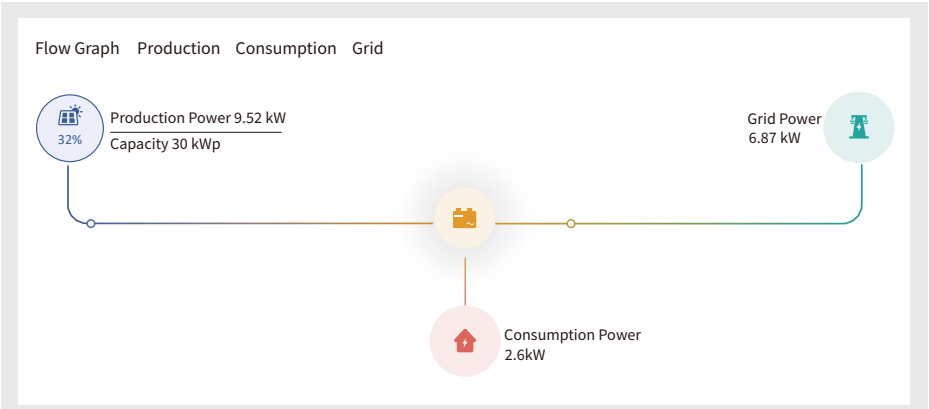 Flow Graph Production Consumption Grid
Production Power 9.52 kW
32%
Capacity 30 kWp
Grid Power
6.87 kW
Consumption Power
2.6kW